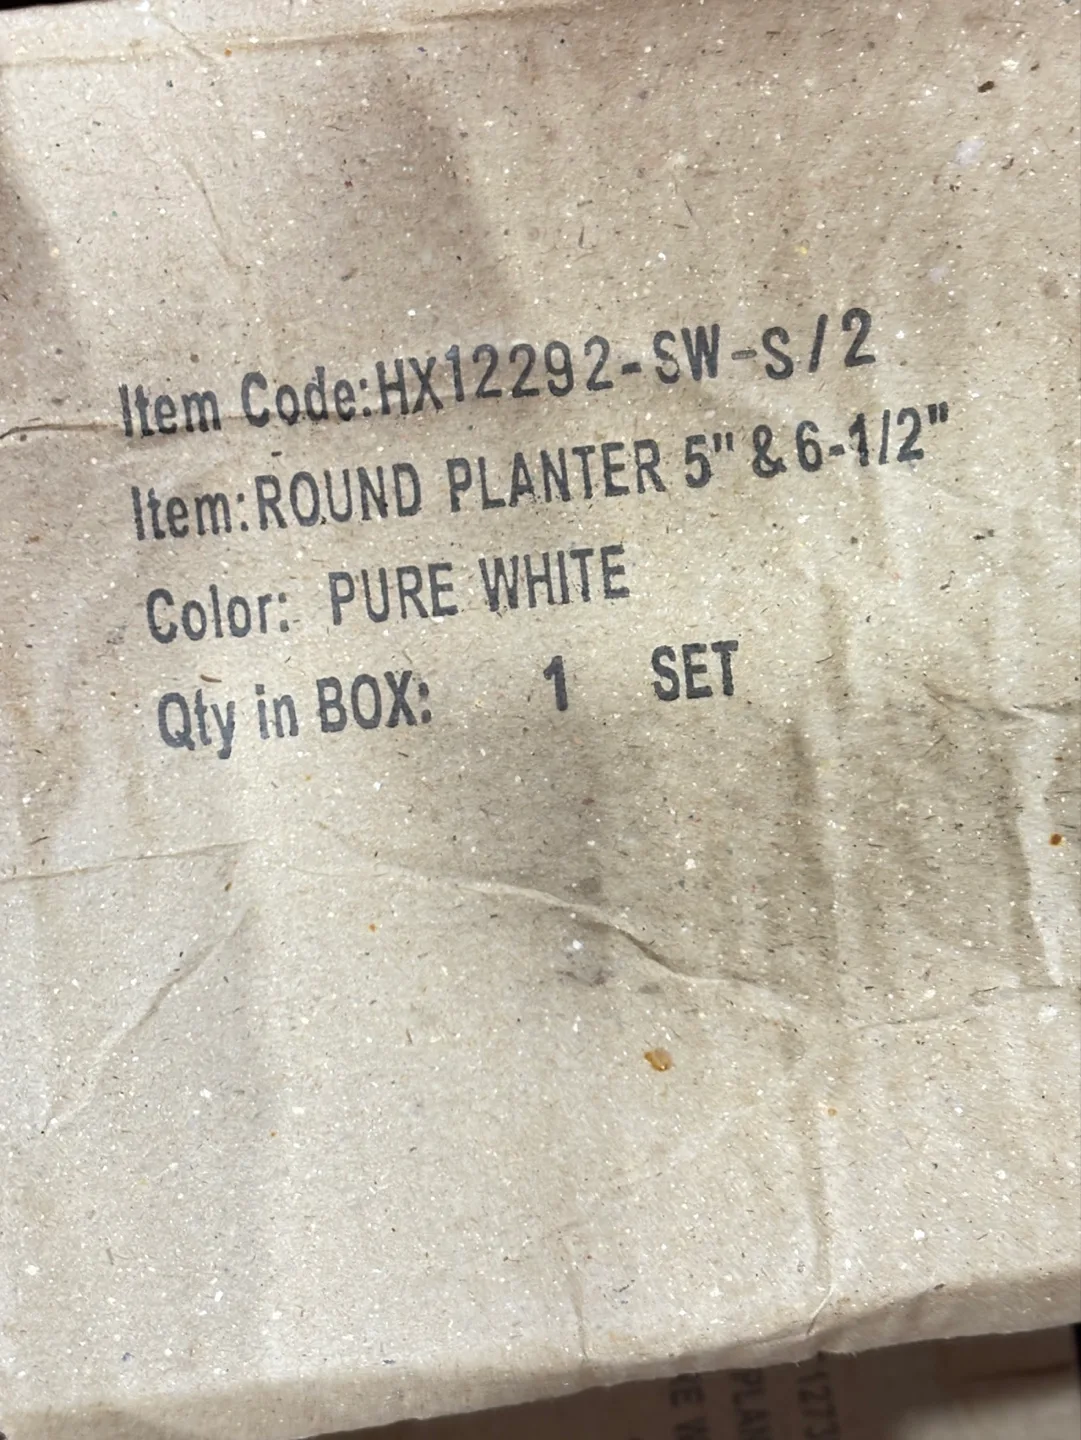 Item Code:HX12292-SW-S/2
Item:ROUND PLANTER 5" & 6-1/2"
Color: PURE WHITE
Qty in BOX: 1 SET